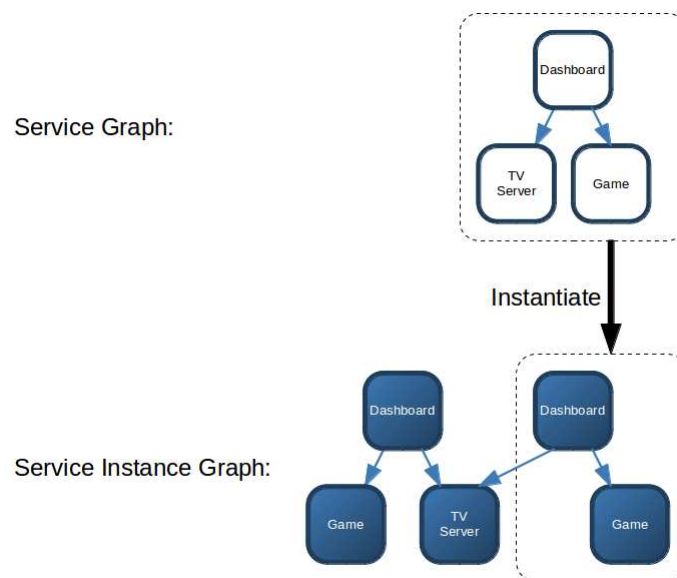 Dashboard
Service Graph:
TV
Server
Game
Instantiate
Dashboard
Dashboard
Service Instance Graph:
Game
TV
Server
Game